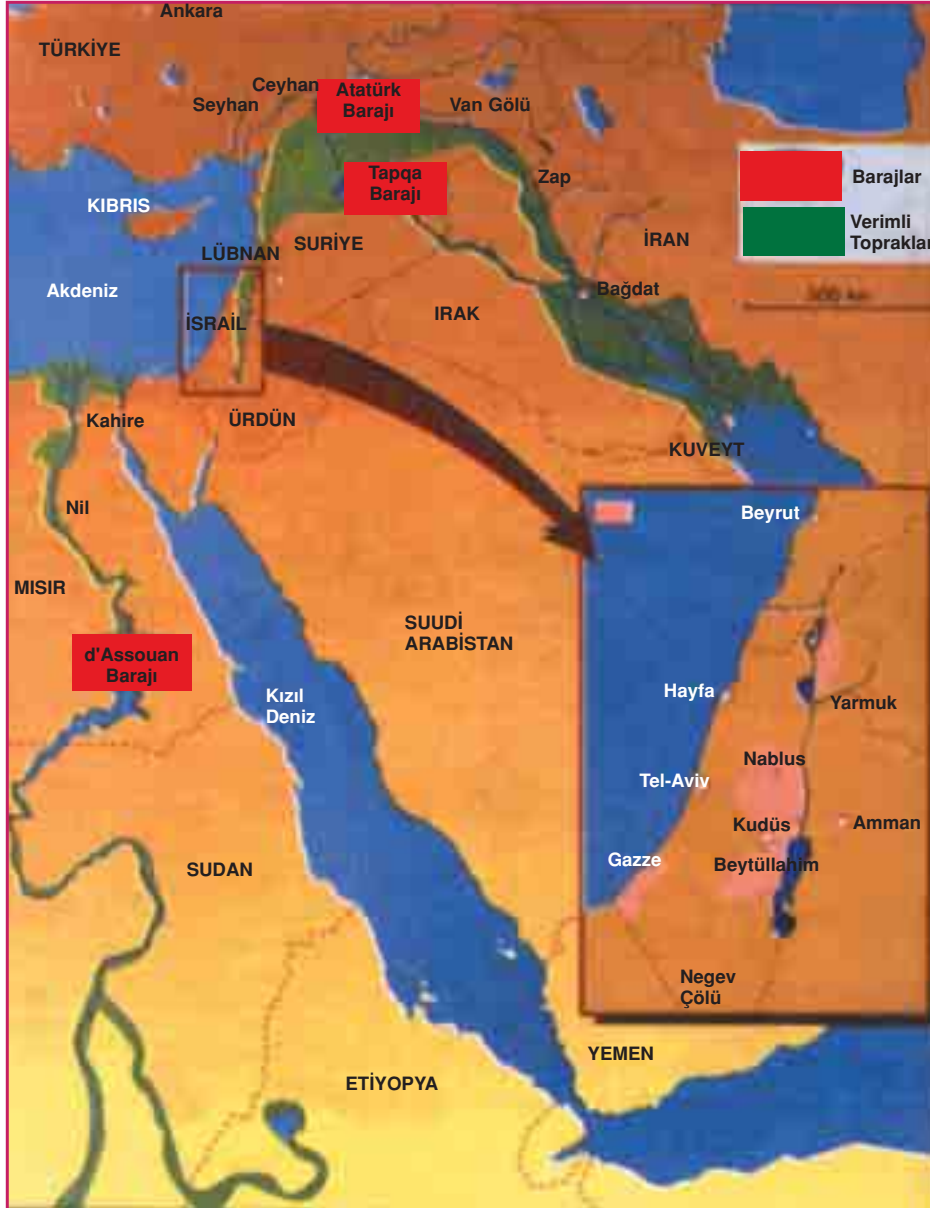 Ankara
TÜRKİYE
Ceyhan
Seyhan
Atatürk
Barajı
Van Gölü
Tapqa
Barajı
Zap
Barajlar
Verimli
Topraklar
KIBRIS
LÜBNAN
SURİYE
İRAN
Akdeniz
Bağdat
İSRAİL
IRAK
Kahire
ÜRDÜN
KUVEYT
Nil
Beyrut
MISIR
SUUDİ
ARABİSTAN
d'Assouan
Barajı
Kızıl
Deniz
Hayfa
Yarmuk
Nablus
Tel-Aviv
Kudüs
Amman
Gazze
Beytüllahim
SUDAN
Negev
Çölü
YEMEN
ETİYOPYA